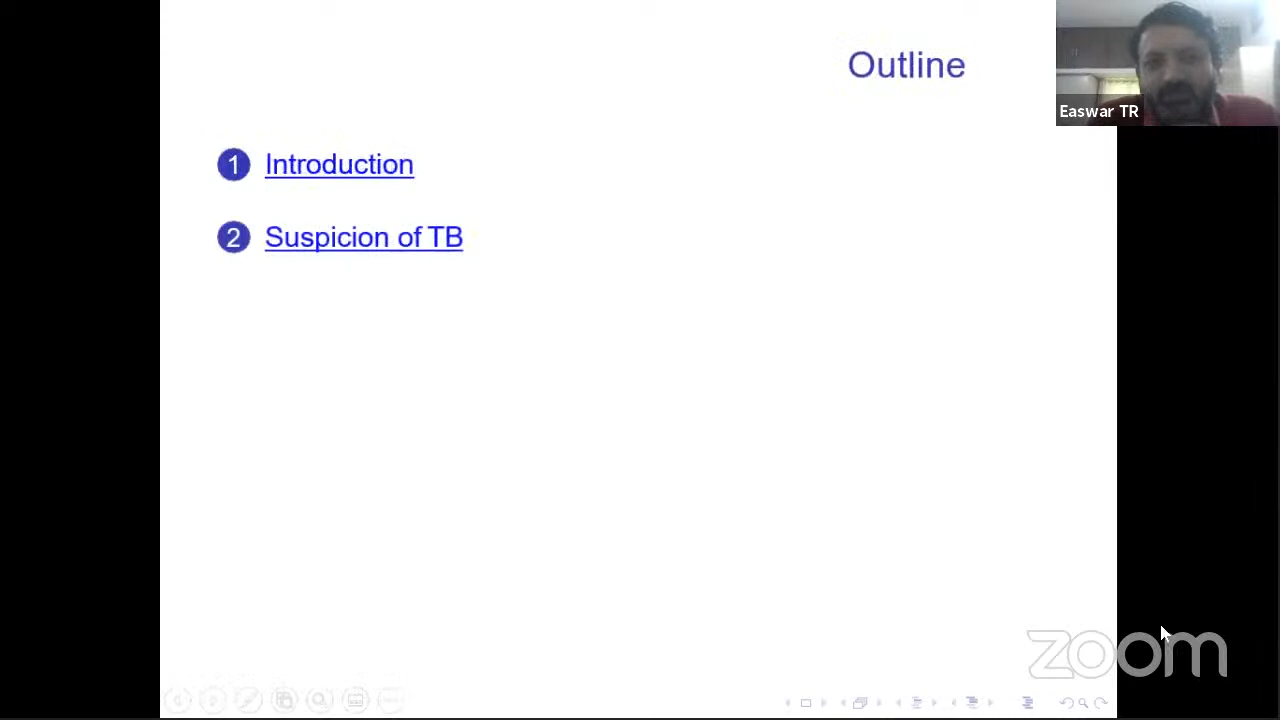 Outline
Easwar TR
1 Introduction
2 Suspicion of TB
zoom